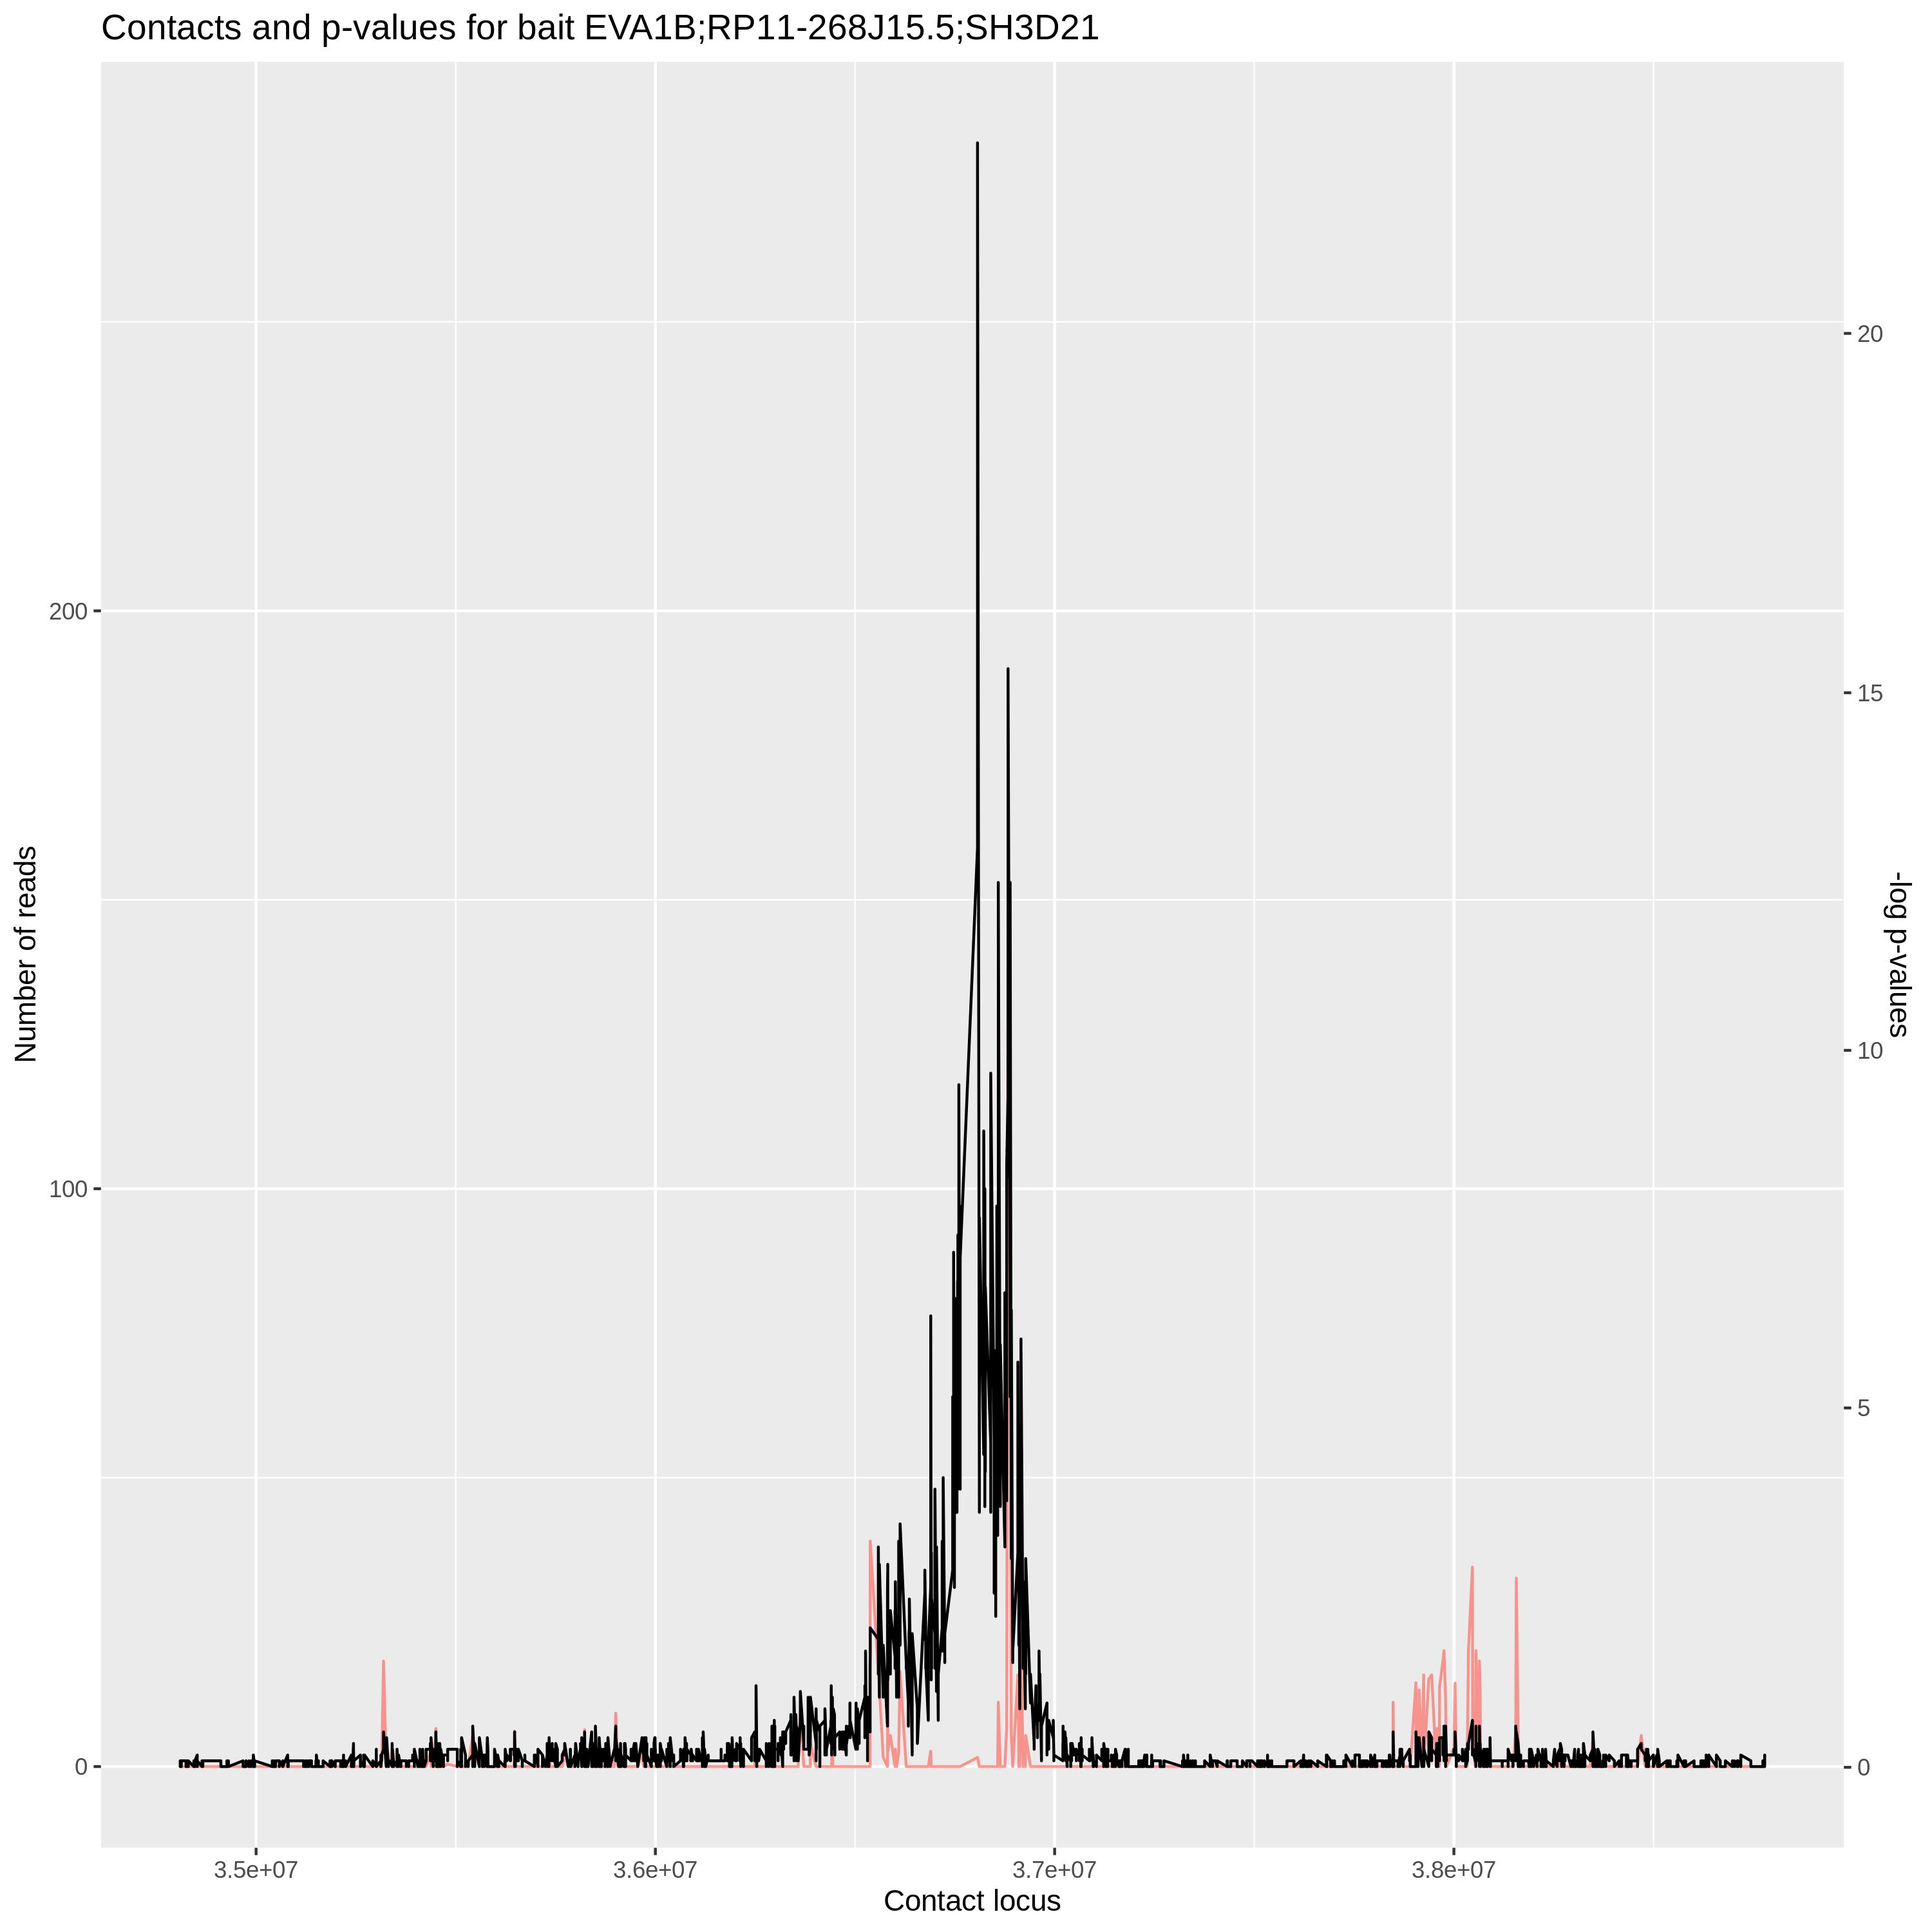 Contacts and p-values for bait EVA1B;RP11-268J15.5;SH3D21
Number of reads
200
100
0
20
15
10
5
0
-log p-values
3.5e+07
3.6e+07
3.7e+07
3.8e+07
Contact locus